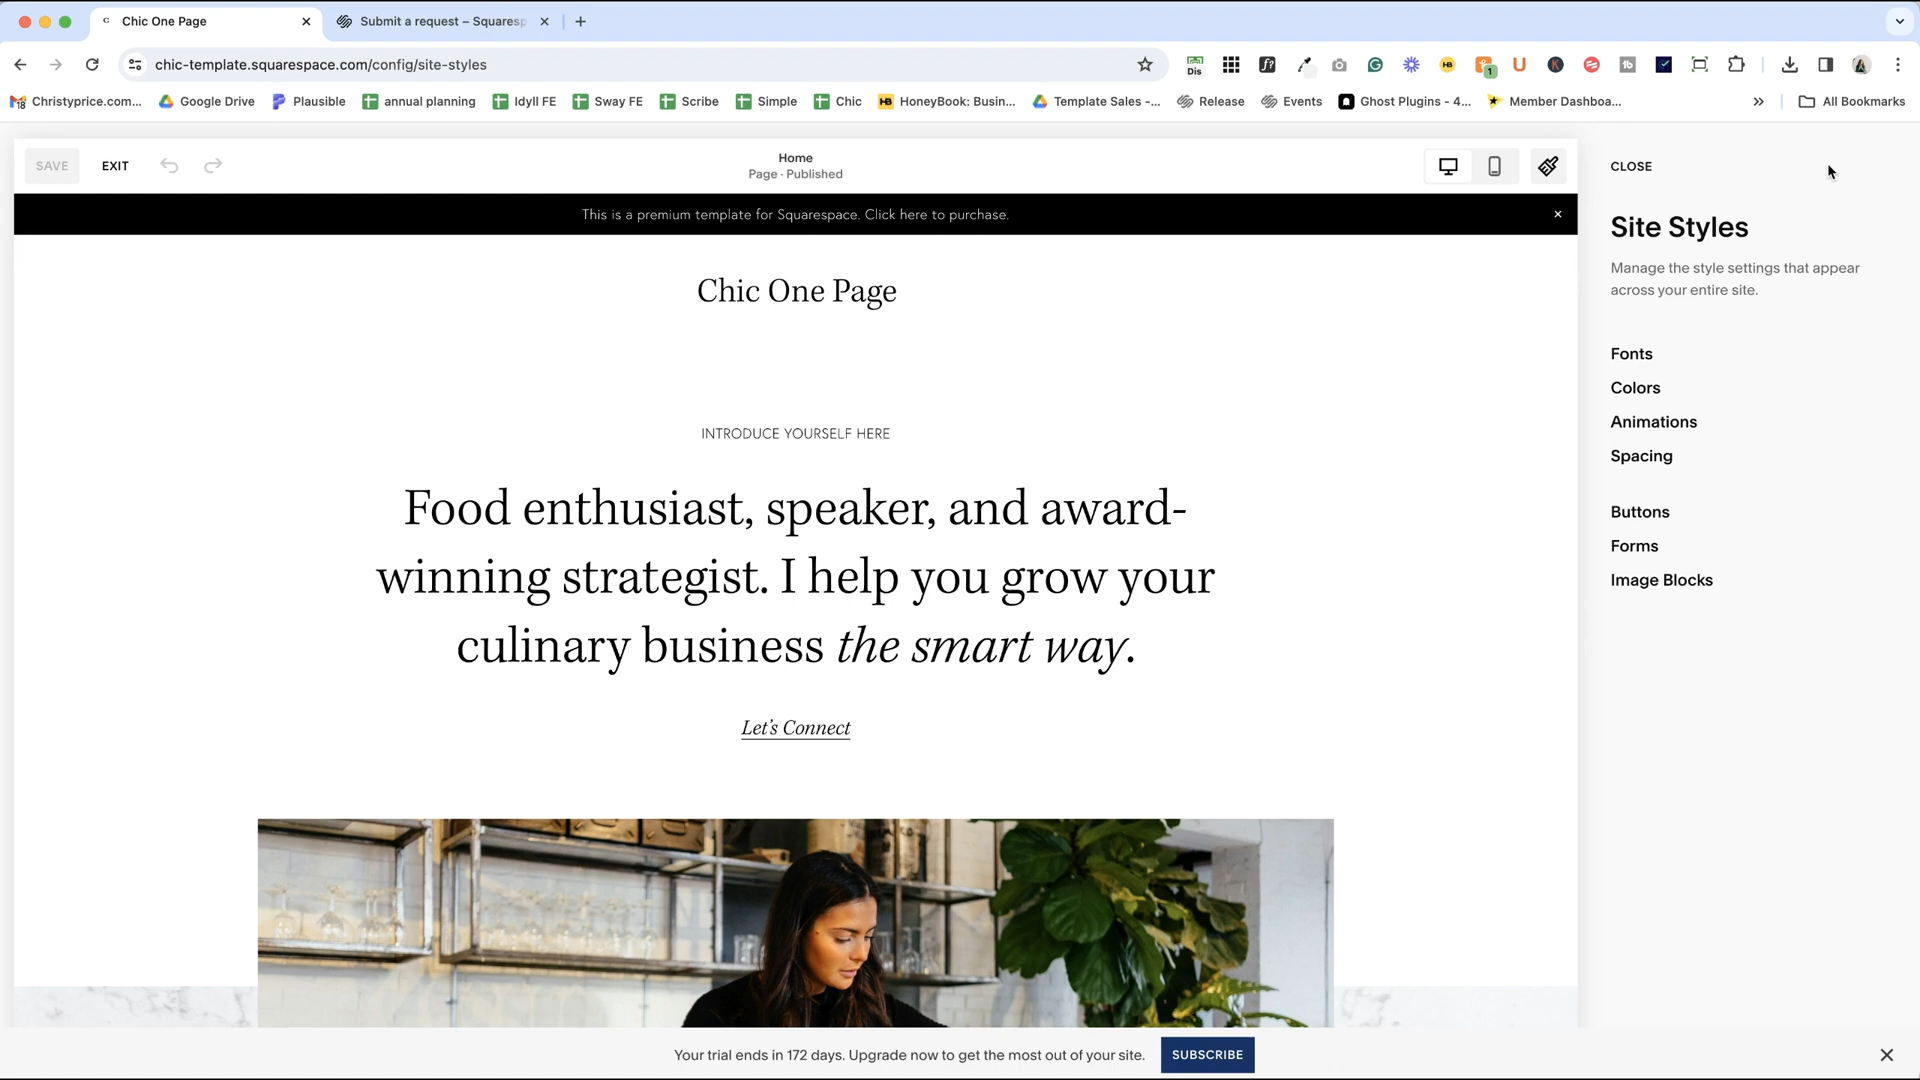 Chic One Page
Submit a request – Squaresp
chic-template.squarespace.com/config/site-styles
Dis
1
Christyprice.com...
Google Drive
Plausible
annual planning
Idyll FE
Sway FE
Scribe
Simple
Chic
HB
HoneyBook: Busin...
Template Sales -...
Release
Events
Ghost Plugins - 4...
Member Dashboa...
»
All Bookmarks
SAVE
EXIT
Home
Page · Published
CLOSE
This is a premium template for Squarespace. Click here to purchase.
Chic One Page
INTRODUCE YOURSELF HERE
Food enthusiast, speaker, and award-
winning strategist. I help you grow your
culinary business the smart way.
Let's Connect
Site Styles
Manage the style settings that appear
across your entire site.
Fonts
Colors
Animations
Spacing
Buttons
Forms
Image Blocks
Your trial ends in 172 days. Upgrade now to get the most out of your site.
SUBSCRIBE